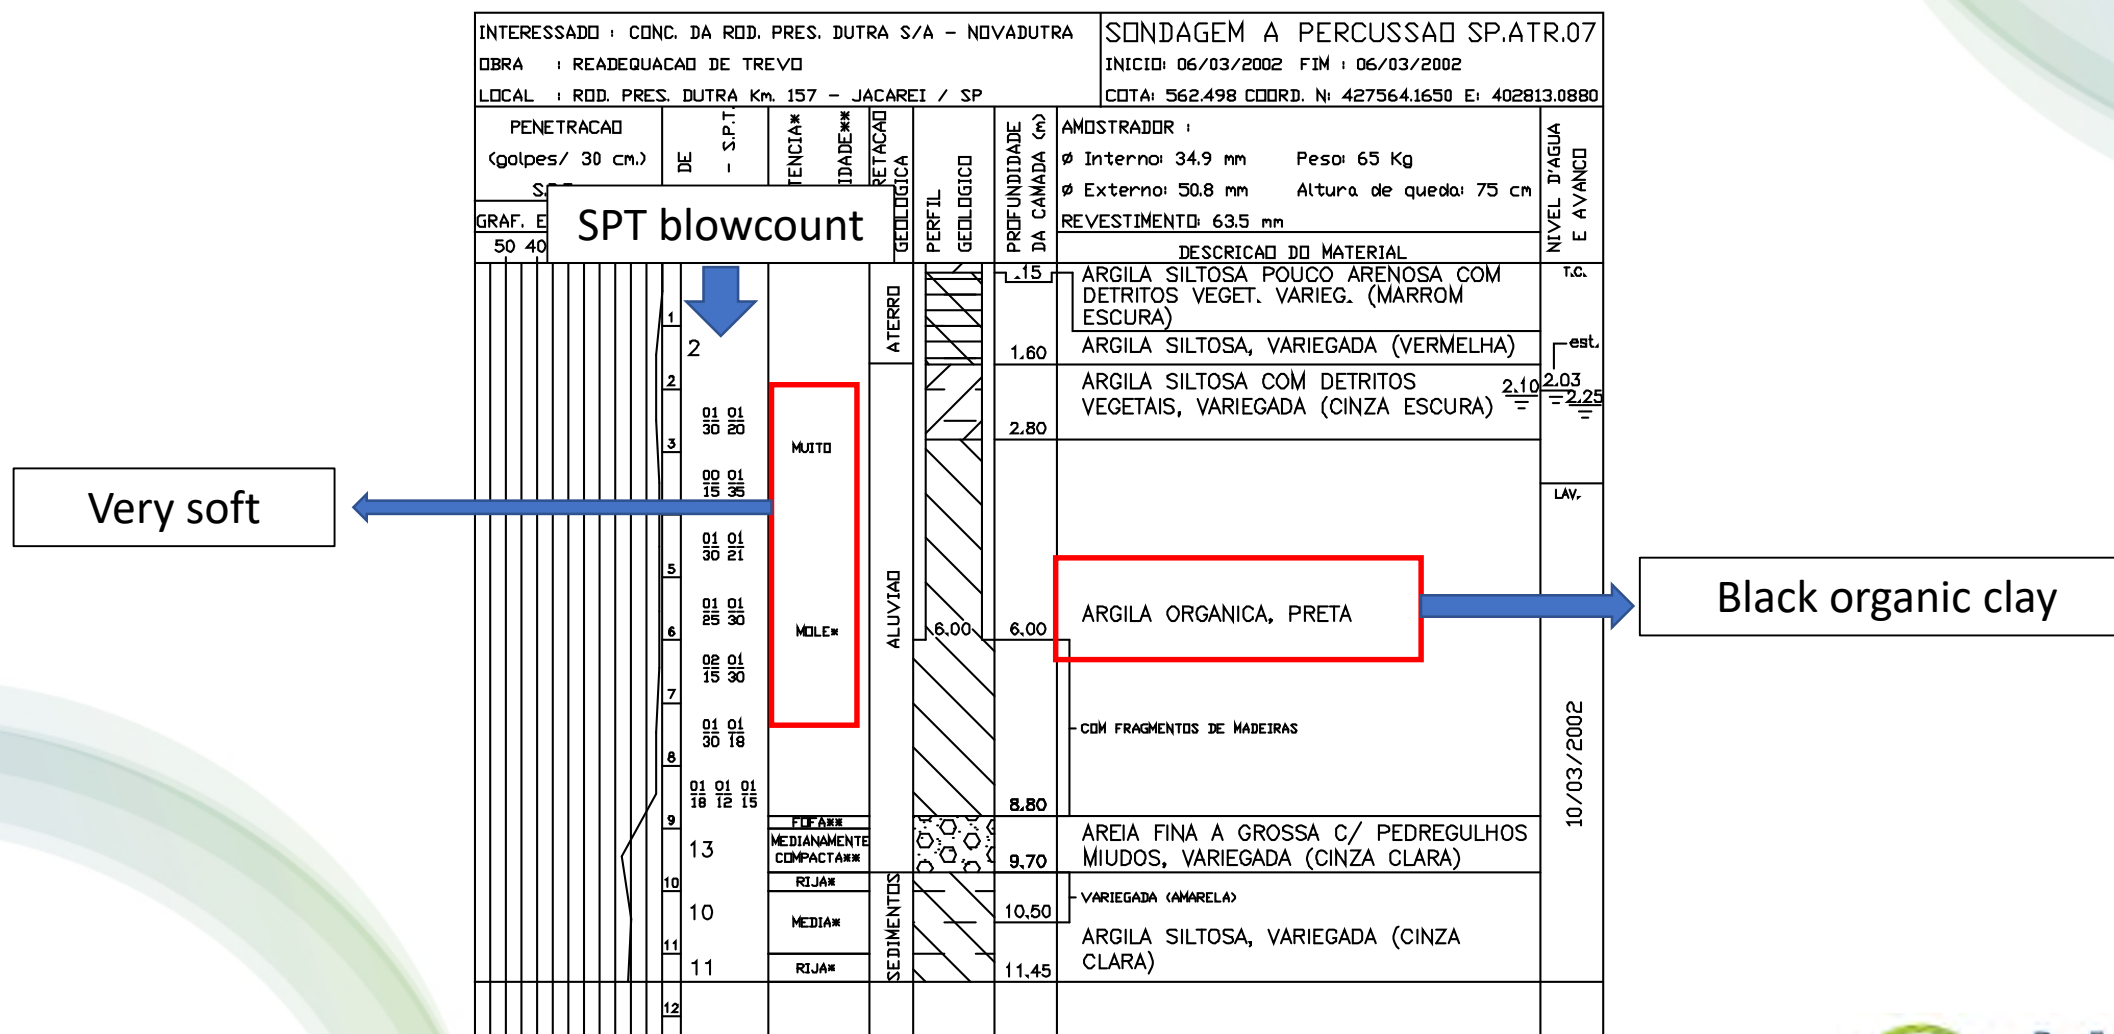 INTERESSADO : CONC. DA ROD. PRES. DUTRA S/A - NOVADUTRA
OBRA : READEQUACAO DE TREVO
LOCAL : ROD. PRES. DUTRA Km. 157 - JACAREI / SP
SONDAGEM A PERCUSSAO SP.ATR.07
INICIO: 06/03/2002 FIM : 06/03/2002
COTA: 562.498 COORD. N: 427564.1650 E: 402813.0880
PENETRACAO
(golpes/ 30 cm.)
GRAF. E
50 40
DE
- S.P.T.
TENCIA*
IDADE**
RETACAO
GEOLOGICA
PERFIL
GEOLOGICO
PROFUNDIDADE
DA CAMADA (m)
AMOSTRADOR :
Ø Interno: 34.9 mm Peso: 65 Kg
Ø Externo: 50.8 mm Altura de queda: 75 cm
REVESTIMENTO: 63.5 mm
DESCRICAO DO MATERIAL
NIVEL D'AGUA
E AVANCO
SPT blowcount
Very soft
Black organic clay
1
2
2
01 01
30 20
3
00 01
15 35
01 01
30 21
5
01 01
25 30
6
02 01
15 30
7
01 01
30 18
8
01 01 01
18 12 15
9
13
10
10
11
11
12
MUITO
MOLE*
FOFA**
MEDIANAMENTE
COMPACTA**
RIJA*
MEDIA*
RIJA*
ATERRO
ALUVIAO
SEDIMENTOS
6.00
.15
1.60
2.80
6.00
8.80
9.70
10.50
11.45
ARGILA SILTOSA POUCO ARENOSA COM
DETRITOS VEGET. VARIEG. (MARROM
ESCURA)
ARGILA SILTOSA, VARIEGADA (VERMELHA)
ARGILA SILTOSA COM DETRITOS
VEGETAIS, VARIEGADA (CINZA ESCURA)
ARGILA ORGANICA, PRETA
COM FRAGMENTOS DE MADEIRAS
AREIA FINA A GROSSA C/ PEDREGULHOS
MIUDOS, VARIEGADA (CINZA CLARA)
VARIEGADA (AMARELA)
ARGILA SILTOSA, VARIEGADA (CINZA
CLARA)
T.C.
est.
2.10 2.03
2.25
LAV.
10/03/2002